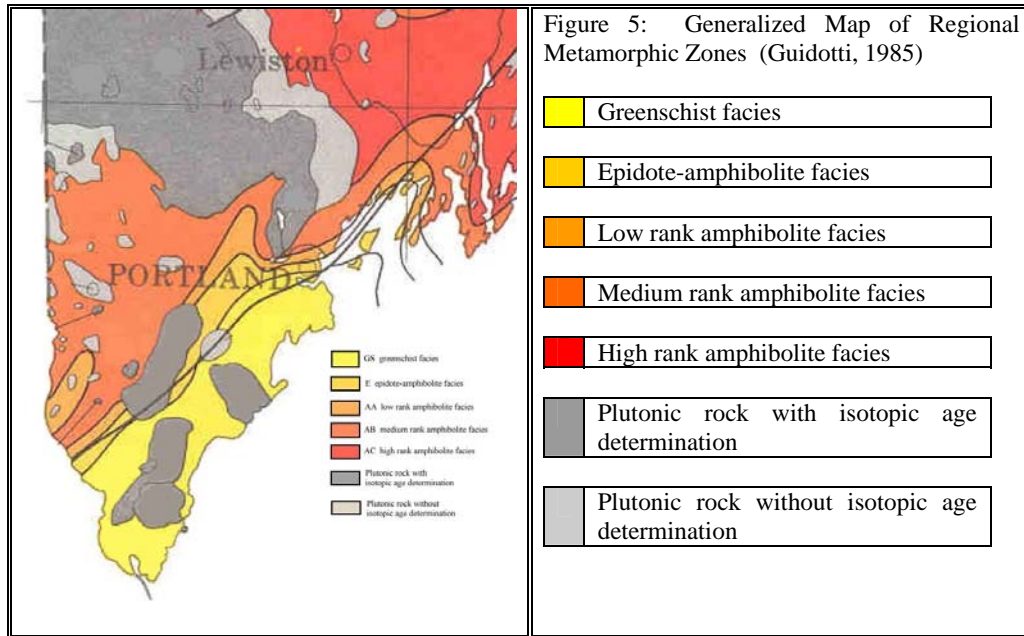 Lewiston
PORTLAND
GS greenschist facies
E epidote-amphibolite facies
AA low rank amphibolite facies
AB medium rank amphibolite facies
AC high rank amphibolite facies
Plutonic rock with
isotopic age determination
Plutonic rock without
isotopic age determination
Figure 5: Generalized Map of Regional
Metamorphic Zones (Guidotti, 1985)
Greenschist facies
Epidote-amphibolite facies
Low rank amphibolite facies
Medium rank amphibolite facies
High rank amphibolite facies
Plutonic rock with isotopic age
determination
Plutonic rock without isotopic age
determination